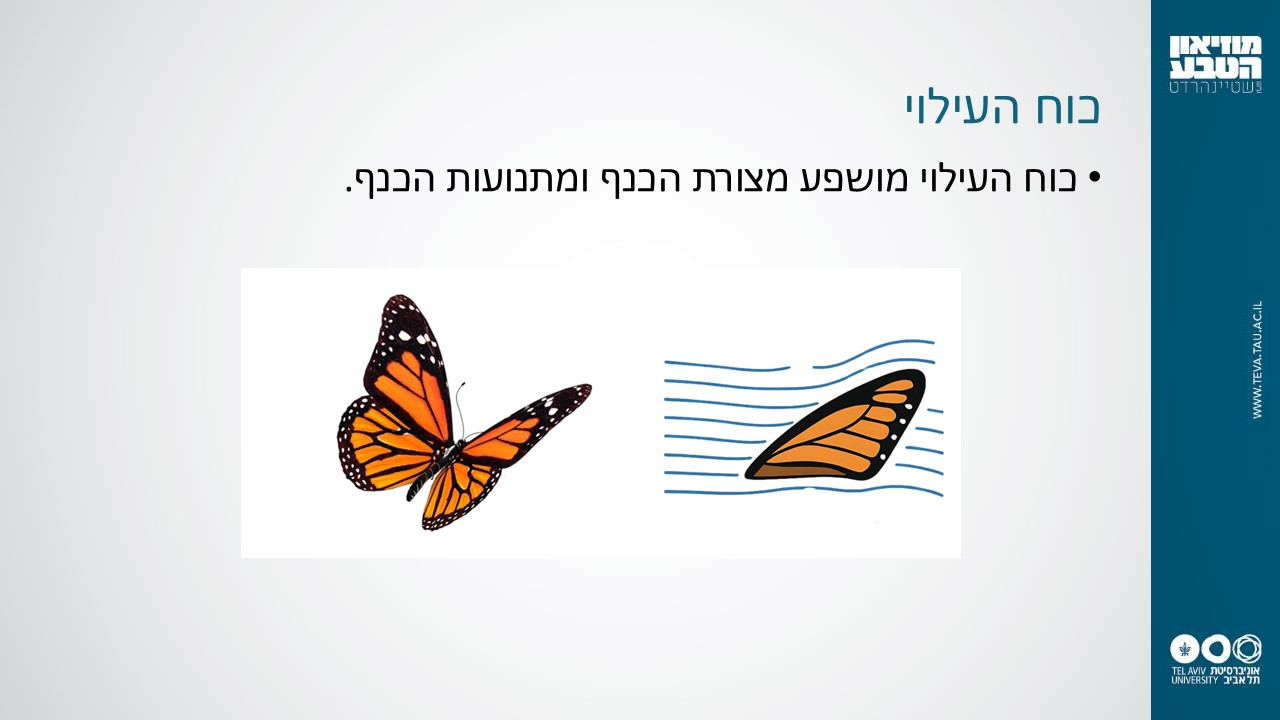 כוח העילוי
• כוח העילוי מושפע מצורת הכנף ומתנועות הכנף.
מוזיאון
הטבע
ע״ש שטיינהרדט
WWW.TEVA.TAU.AC.IL
TEL AVIV אוניברסיטת
UNIVERSITY תל אביב